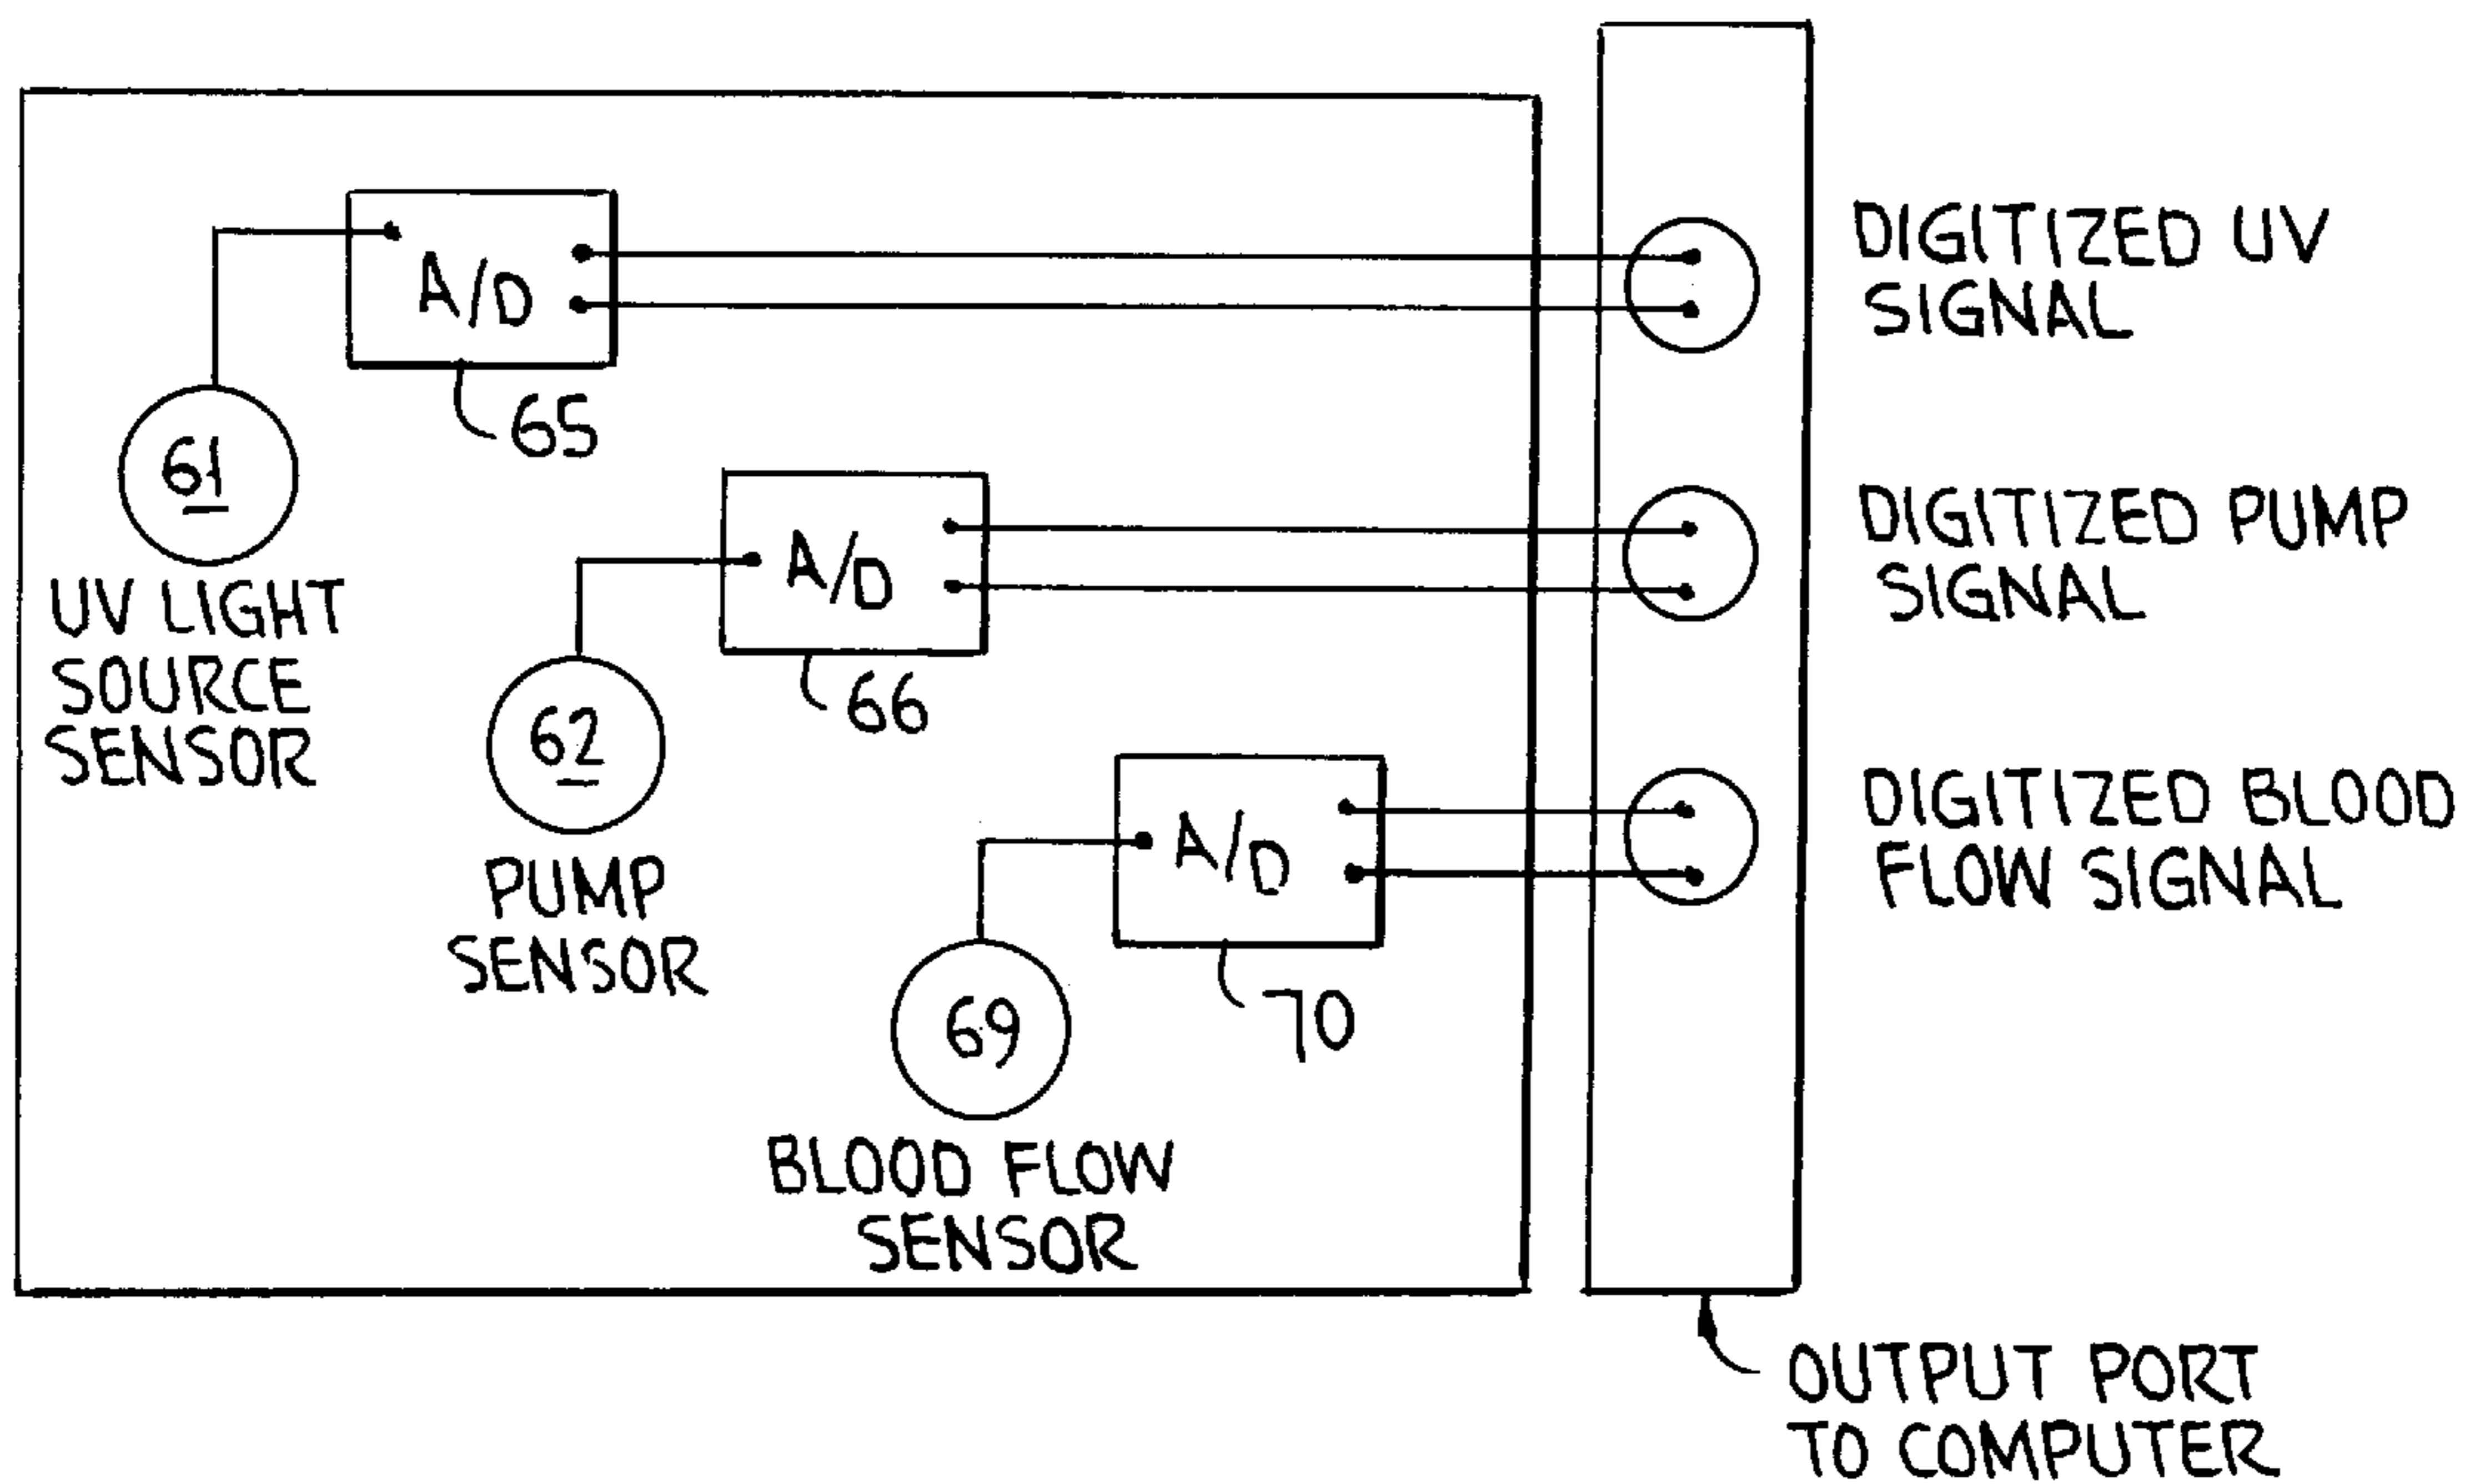 A/D
65
61
UV LIGHT
SOURCE
SENSOR
A/D
66
62
PUMP
SENSOR
A/D
70
69
BLOOD FLOW
SENSOR
DIGITIZED UV
SIGNAL
DIGITIZED PUMP
SIGNAL
DIGITIZED BLOOD
FLOW SIGNAL
OUTPUT PORT
TO COMPUTER